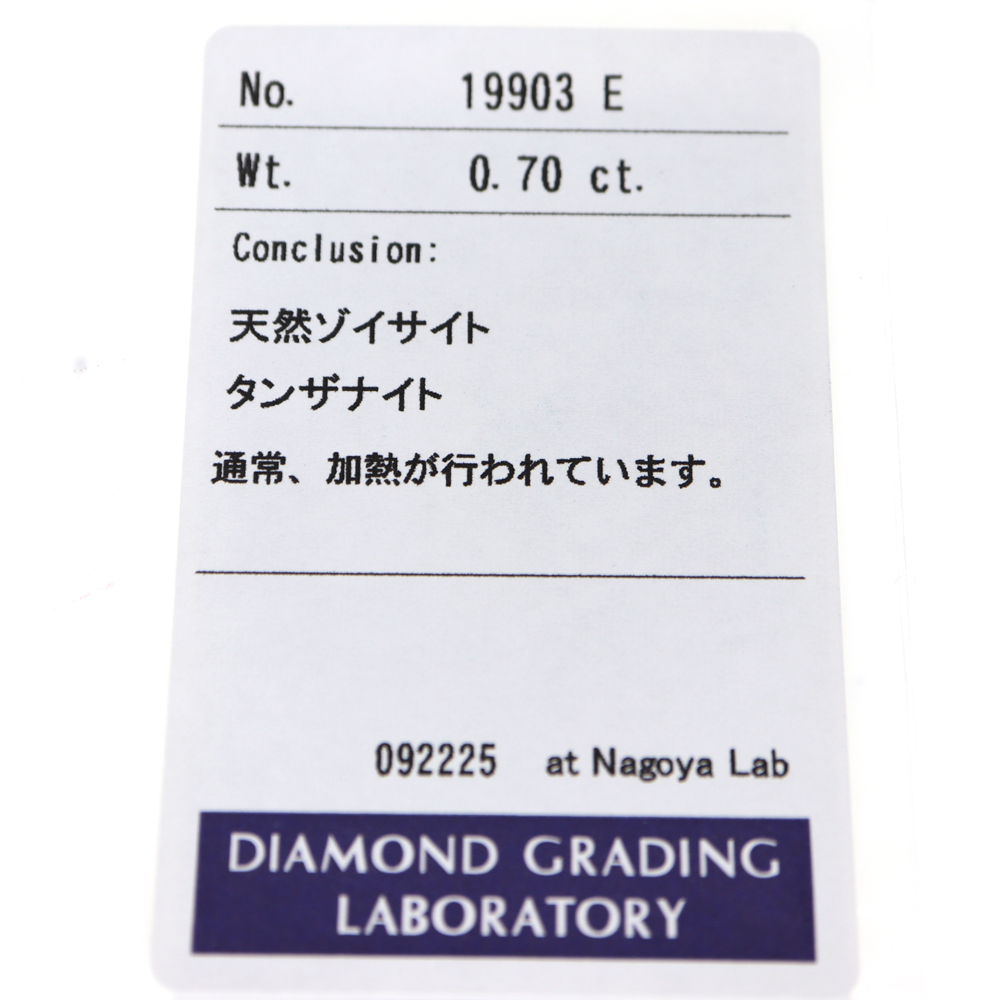 No. 19903 E
Wt. 0.70 ct.
Conclusion:
天然ゾイサイト
タンザナイト
通常、加熱が行われています。
092225 at Nagoya Lab
DIAMOND GRADING
LABORATORY